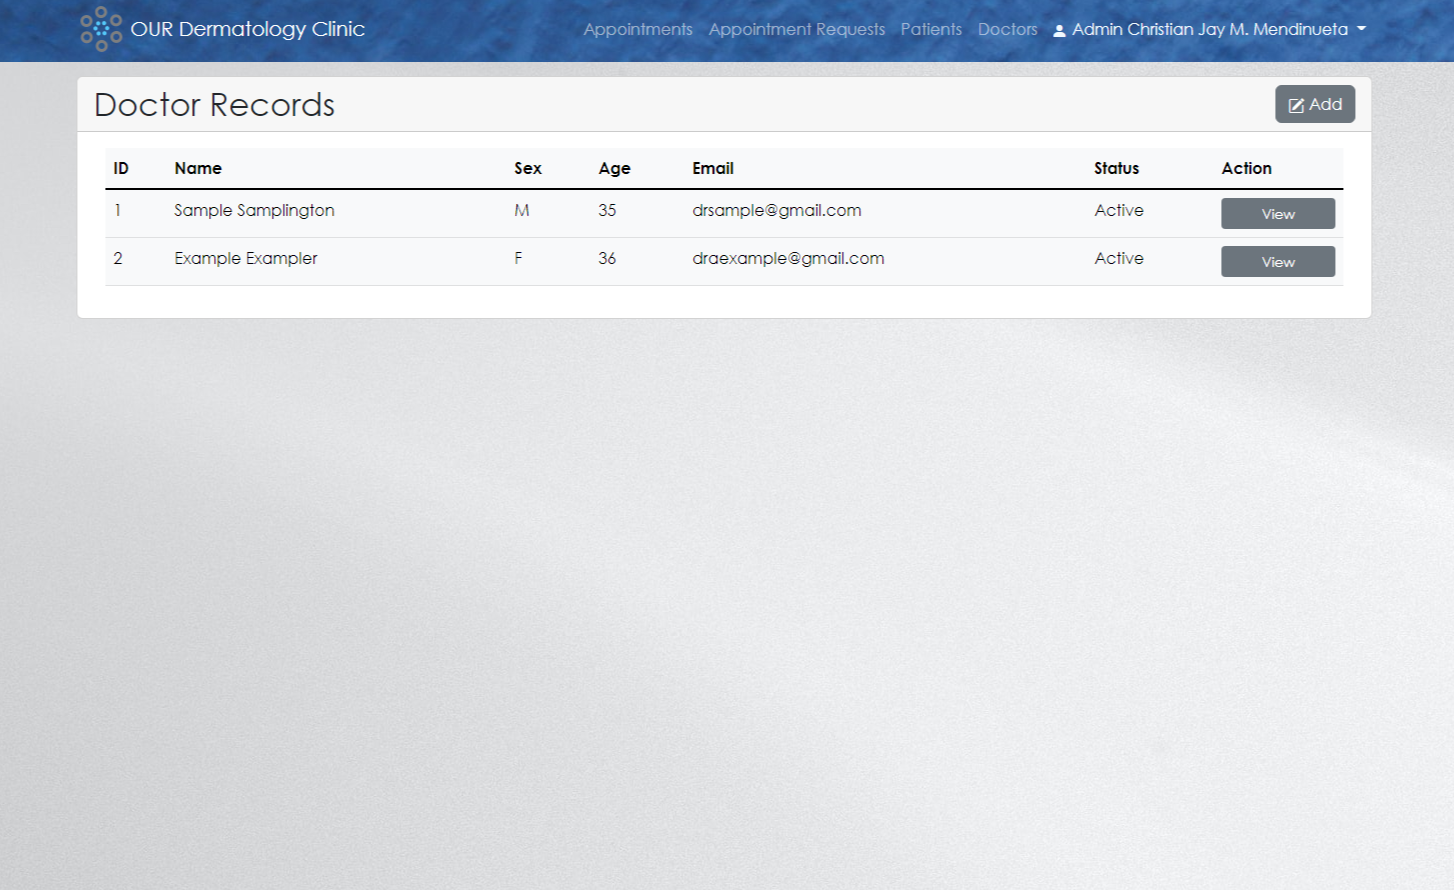 OUR Dermatology Clinic Appointments Appointment Requests Patients Doctors Admin Christian Jay M. Mendinueta
Doctor Records Add
ID Name Sex Age Email Status Action
1 Sample Samplington M 35 drsample@gmail.com Active View
2 Example Exampler F 36 draexample@gmail.com Active View